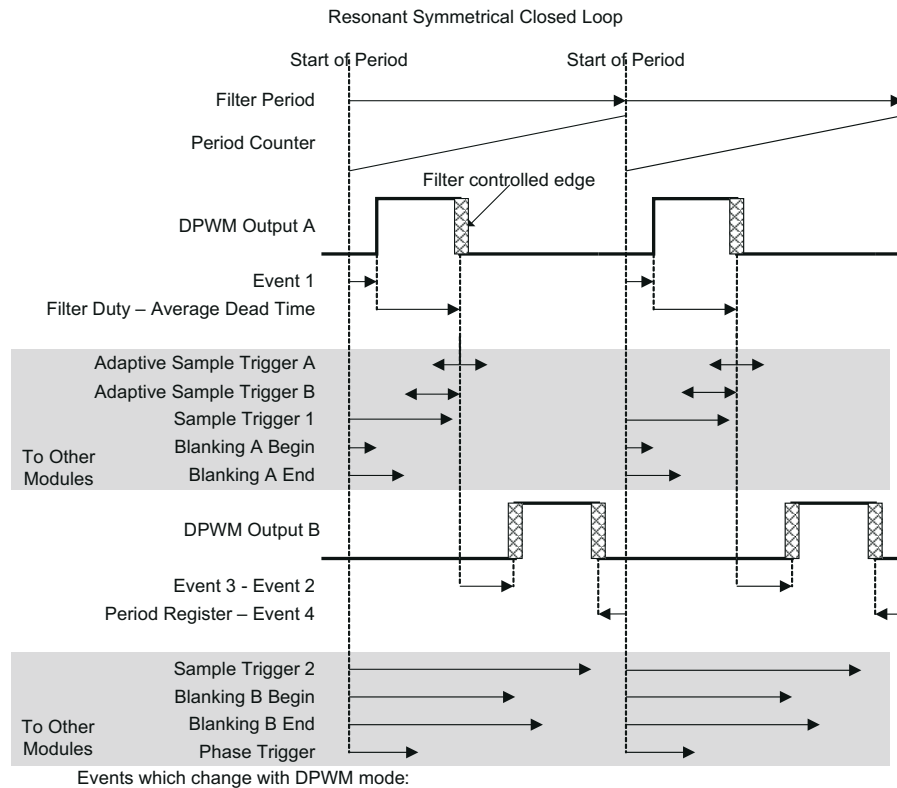 Resonant Symmetrical Closed Loop
Start of Period
Start of Period
Filter Period
Period Counter
Filter controlled edge
DPWM Output A
Event 1
Filter Duty – Average Dead Time
Adaptive Sample Trigger A
Adaptive Sample Trigger B
Sample Trigger 1
Blanking A Begin
Blanking A End
To Other
Modules
DPWM Output B
Event 3 - Event 2
Period Register – Event 4
Sample Trigger 2
Blanking B Begin
Blanking B End
Phase Trigger
To Other
Modules
Events which change with DPWM mode: